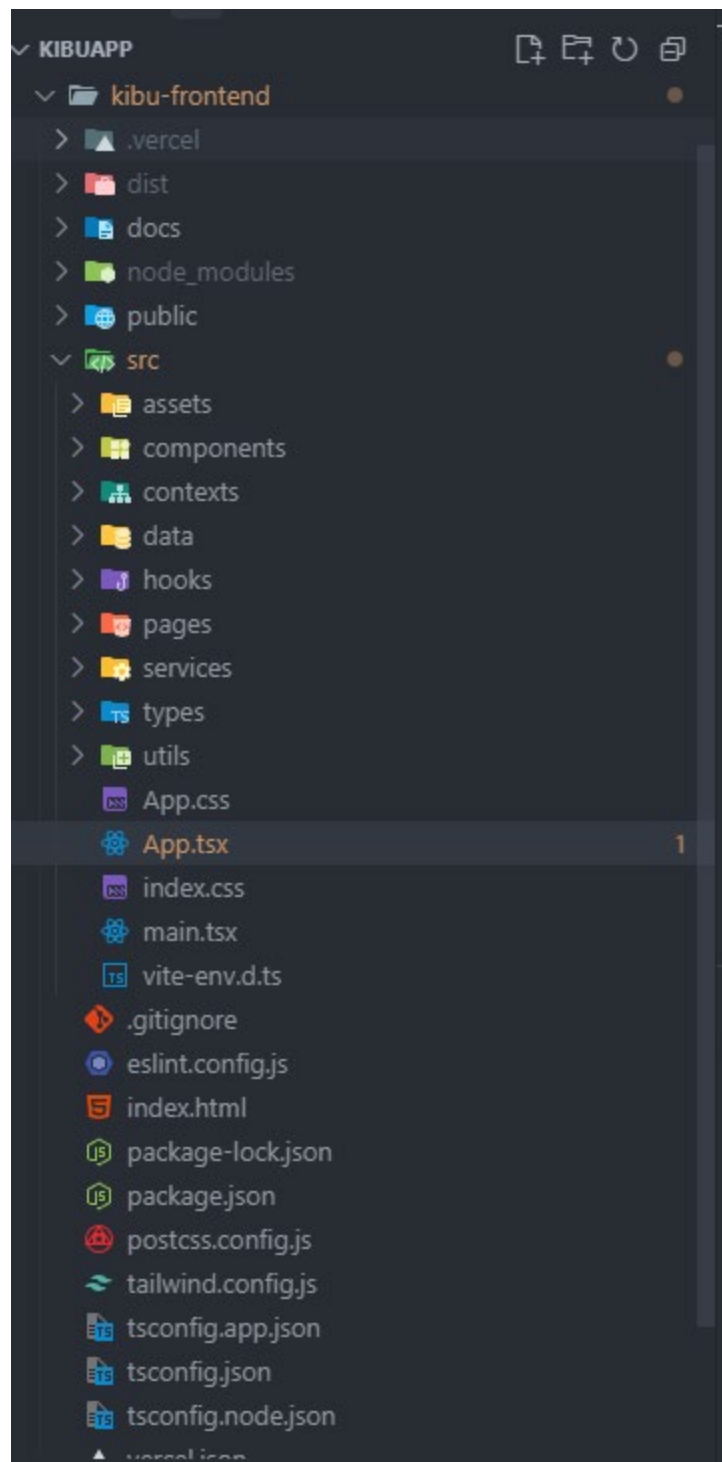 KIBUAPP
kibu-frontend
.vercel
dist
docs
node_modules
public
src
assets
components
contexts
data
hooks
pages
services
types
utils
App.css
App.tsx 1
index.css
main.tsx
vite-env.d.ts
.gitignore
eslint.config.js
index.html
package-lock.json
package.json
postcss.config.js
tailwind.config.js
tsconfig.app.json
tsconfig.json
tsconfig.node.json
vercel.json